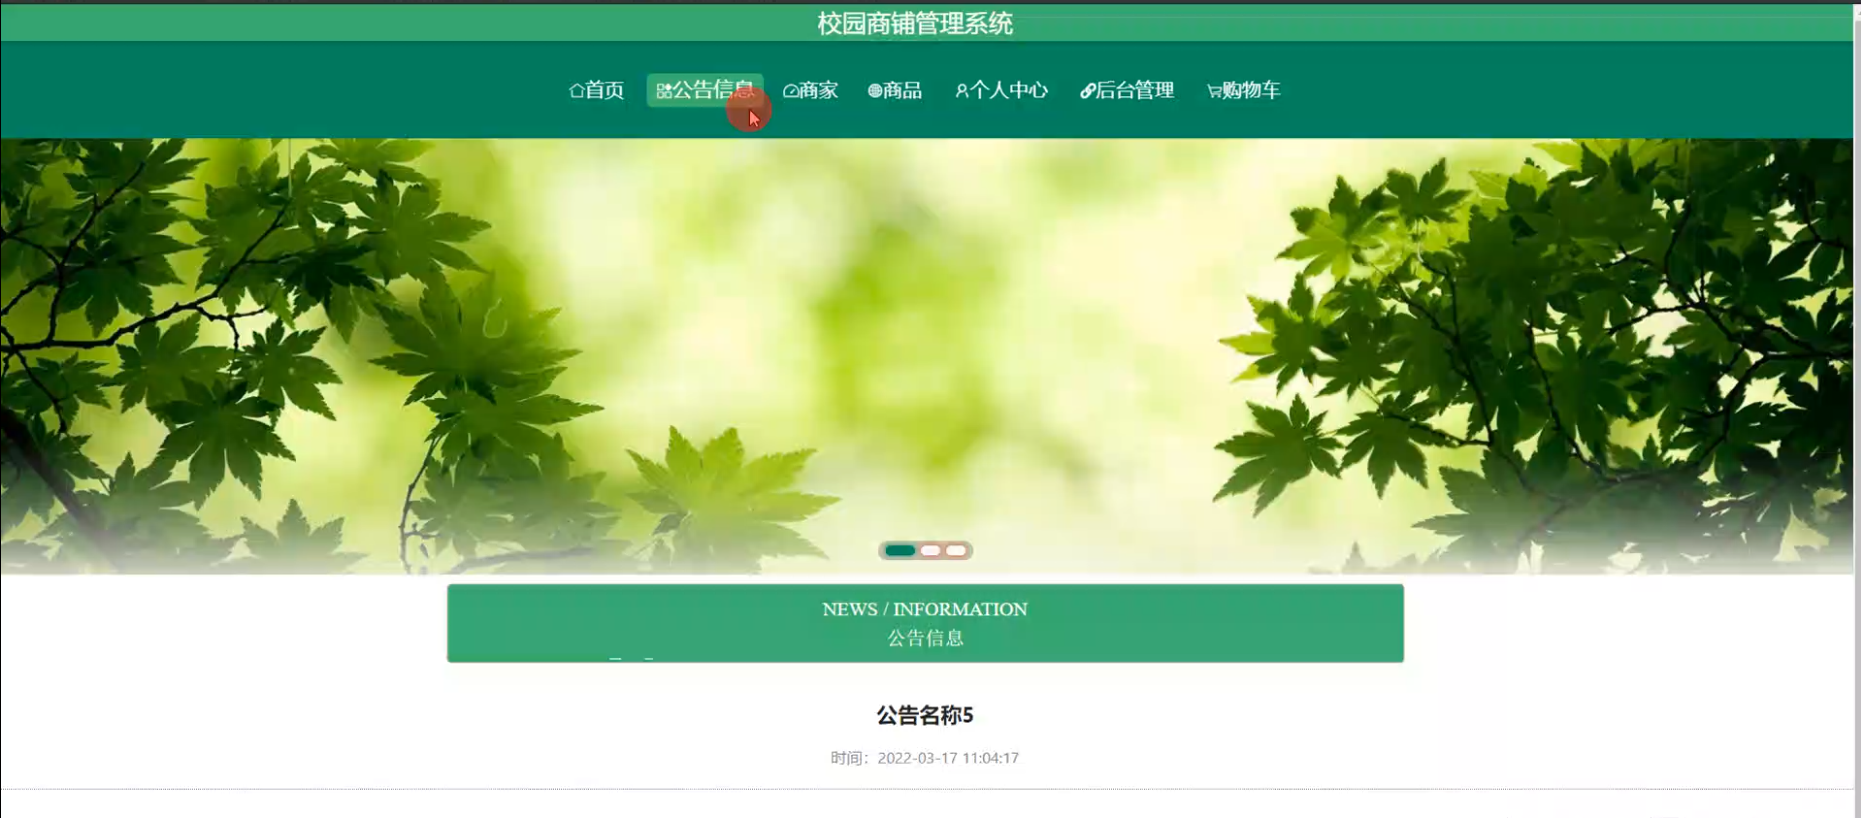 校园商铺管理系统
首页 公告信息 商家 商品 个人中心 后台管理 购物车
NEWS / INFORMATION
公告信息
公告名称5
时间：2022-03-17 11:04:17